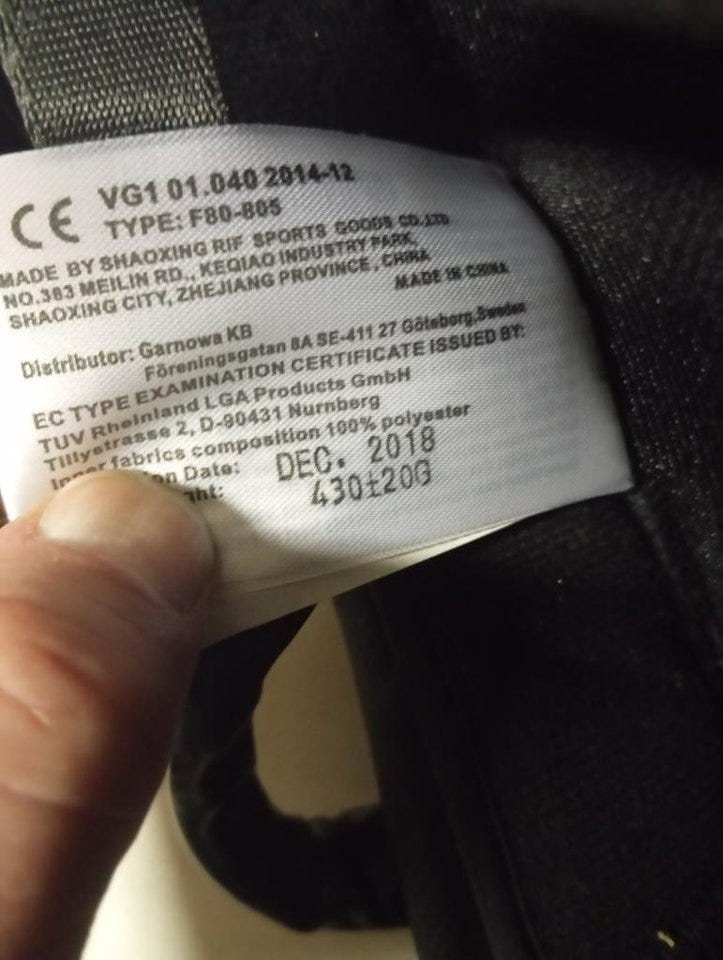 CE VG1 01.040 2014-12
TYPE: F80-805
MADE BY SHAOXING RIF SPORTS GOODS CO.,LTD
NO.383 MEILIN RD., KEQIAO INDUSTRY PARK,
SHAOXING CITY, ZHEJIANG PROVINCE, CHINA
MADE IN CHINA
Distributor: Garnowa KB
Föreningsgatan 8A SE-411 27 Göteborg,Sweden
EC TYPE EXAMINATION CERTIFICATE ISSUED BY:
TUV Rheinland LGA Products GmbH
Tillystrasse 2, D-90431 Nurnberg
fabrics composition 100% polyester
Date: DEC. 2018
430±20G